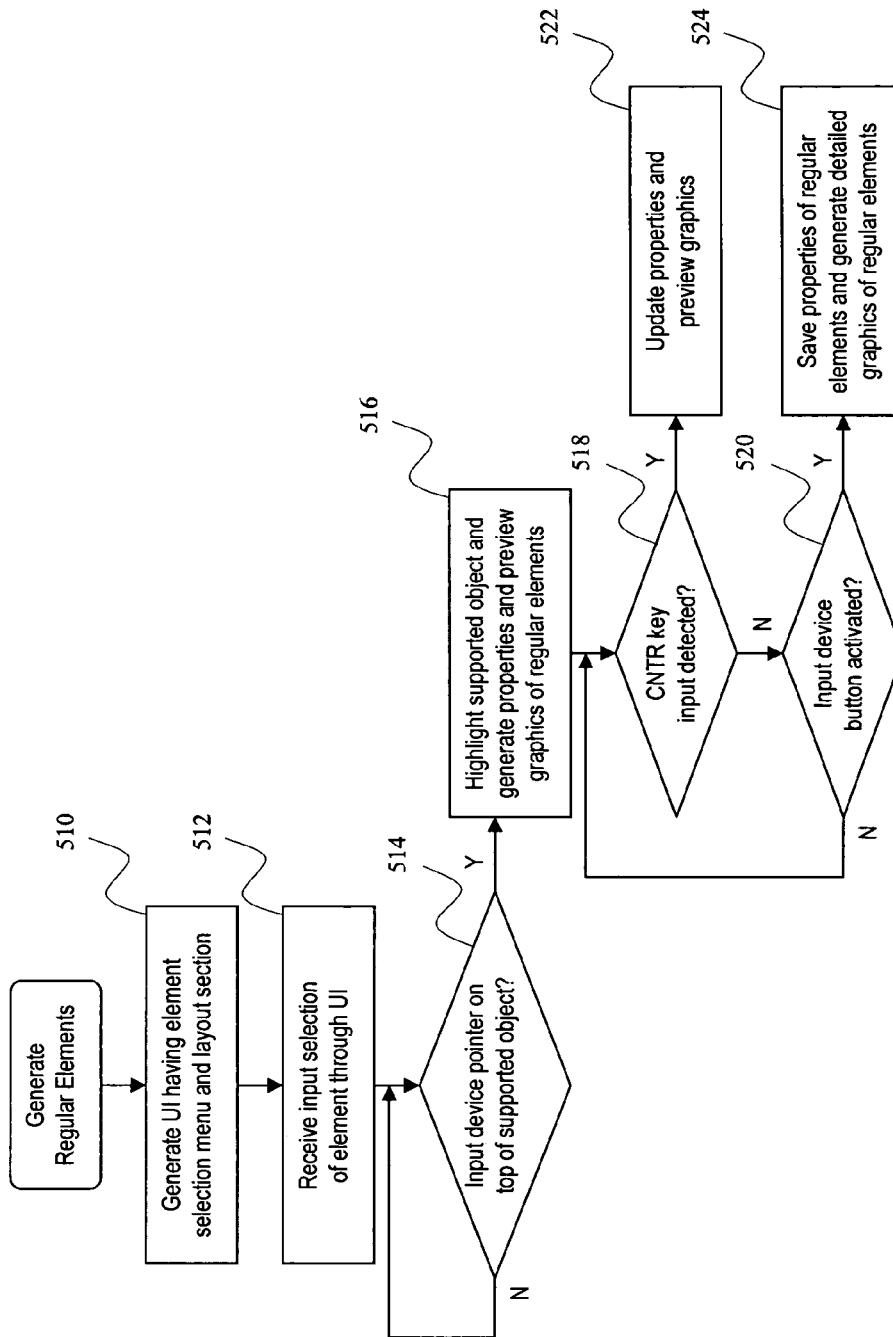 Generate
Regular Elements
510
Generate UI having element
selection menu and layout section
512
Receive input selection
of element through UI
514
Input device pointer on
top of supported object?
N
Y
516
Highlight supported object and
generate properties and preview
graphics of regular elements
518
CNTR key
input detected?
Y
N
522
Update properties and
preview graphics
520
Input device
button activated?
N
Y
524
Save properties of regular
elements and generate detailed
graphics of regular elements